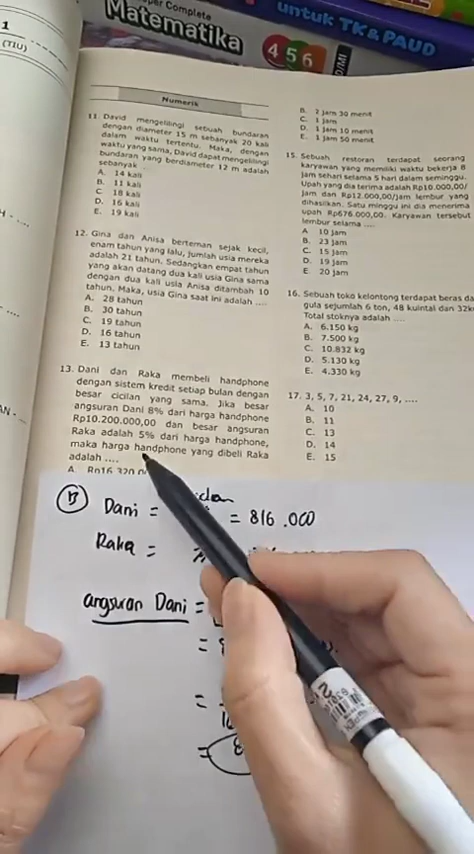 Super Complete
Matematika
untuk TK & PAUD
4 5 6
1
(TIU)
Numerik
11. David mengelilingi sebuah bundaran
dengan diameter 15 m sebanyak 20 kali
dalam waktu tertentu. Maka, dengan
waktu yang sama, David dapat mengelilingi
bundaran yang berdiameter 12 m adalah
sebanyak
A. 14 kali
B. 11 kali
C. 18 kali
D. 16 kali
E. 19 kali
12. Gina dan Anisa berteman sejak kecil,
enam tahun yang lalu, jumlah usia mereka
adalah 21 tahun. Sedangkan empat tahun
yang akan datang dua kali usia Gina sama
dengan dua kali usia Anisa ditambah 10
tahun. Maka, usia Gina saat ini adalah ....
A. 28 tahun
B. 30 tahun
C. 19 tahun
D. 16 tahun
E. 13 tahun
13. Dani dan Raka membeli handphone
dengan sistem kredit setiap bulan dengan
besar cicilan yang sama. Jika besar
angsuran Dani 8% dari harga handphone
Rp10.200.000,00 dan besar angsuran
Raka adalah 5% dari harga handphone,
maka harga handphone yang dibeli Raka
adalah ....
A. Rp16.320.0
B. 2 jam 30 menit
C. 1 jam
D. 1 jam 10 menit
E. 1 jam 50 menit
15. Sebuah restoran terdapat seorang
karyawan yang memiliki waktu bekerja 8
jam sehari selama 5 hari dalam seminggu.
Upah yang dia terima adalah Rp10.000,00/
jam dan Rp12.000,00/jam lembur yang
dihasilkan. Satu minggu ini dia menerima
upah Rp676.000,00. Karyawan tersebut
lembur selama ....
A. 10 jam
B. 23 jam
C. 15 jam
D. 19 jam
E. 20 jam
16. Sebuah toko kelontong terdapat beras da
gula sejumlah 6 ton, 48 kuintal dan 32k
Total stoknya adalah ....
A. 6.150 kg
B. 7.500 kg
C. 10.832 kg
D. 5.130 kg
E. 4.330 kg
17. 3, 5, 7, 21, 24, 27, 9, ....
A. 10
B. 11
C. 13
D. 14
E. 15
13 Dani = = 816.000
Raka =
angsuran Dani =
=
=
=